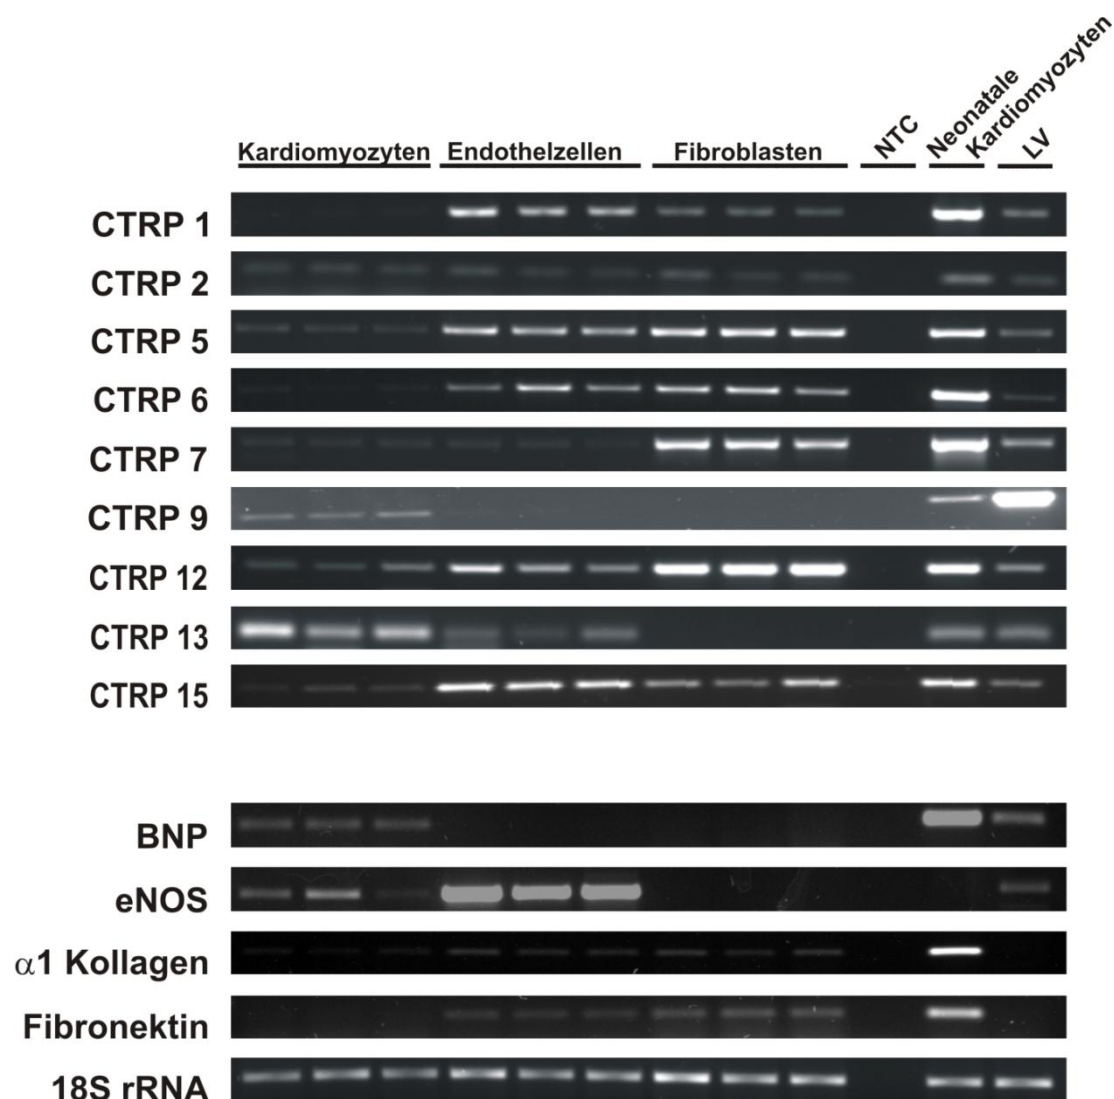 Kardiomyozyten
Endothelzellen
Fibroblasten
NTC
Neonatale
Kardiomyozyten
LV
CTRP 1
CTRP 2
CTRP 5
CTRP 6
CTRP 7
CTRP 9
CTRP 12
CTRP 13
CTRP 15
BNP
eNOS
α1 Kollagen
Fibronektin
18S rRNA